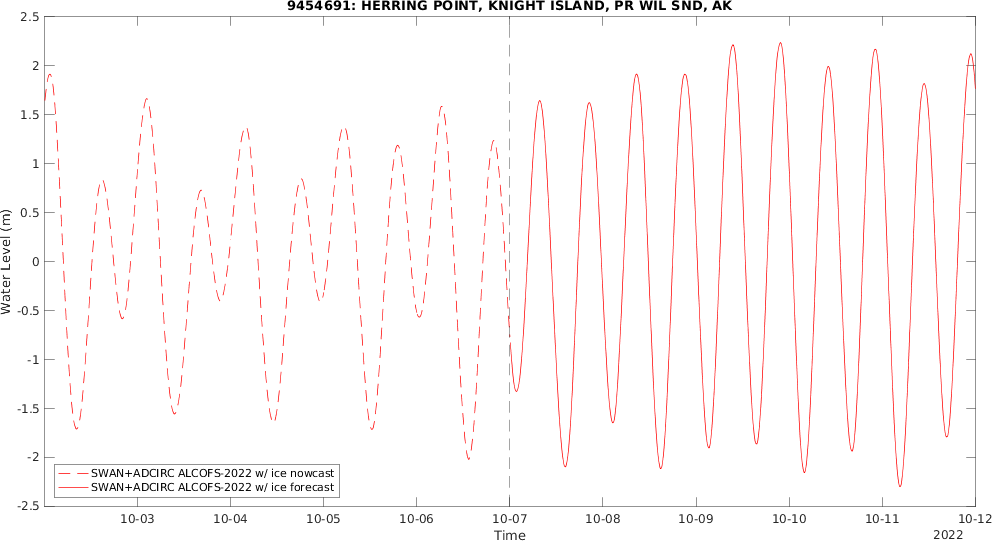 9454691: HERRING POINT, KNIGHT ISLAND, PR WIL SND, AK
2.5
2
1.5
1
0.5
0
-0.5
-1
-1.5
-2
-2.5
Water Level (m)
SWAN+ADCIRC ALCOFS-2022 w/ ice nowcast
SWAN+ADCIRC ALCOFS-2022 w/ ice forecast
10-03 10-04 10-05 10-06 10-07 10-08 10-09 10-10 10-11 10-12
Time
2022